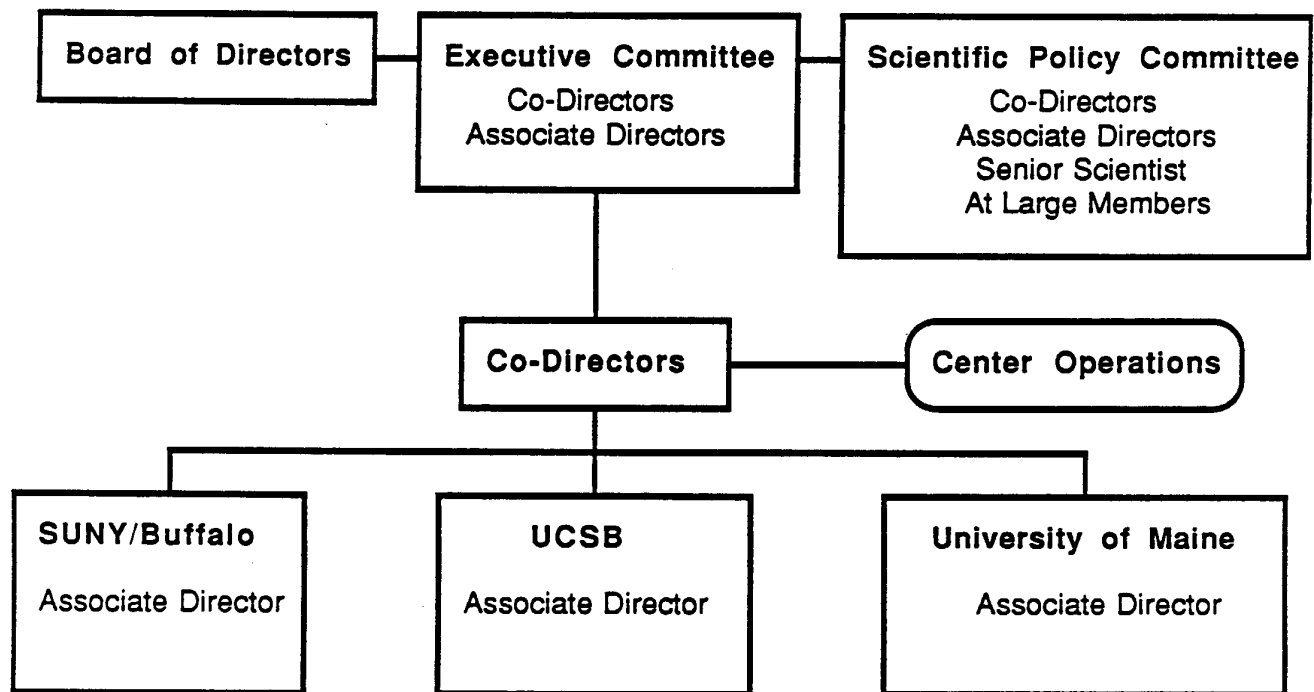 Board of Directors
Executive Committee
Co-Directors
Associate Directors
Scientific Policy Committee
Co-Directors
Associate Directors
Senior Scientist
At Large Members
Co-Directors
Center Operations
SUNY/Buffalo
Associate Director
UCSB
Associate Director
University of Maine
Associate Director